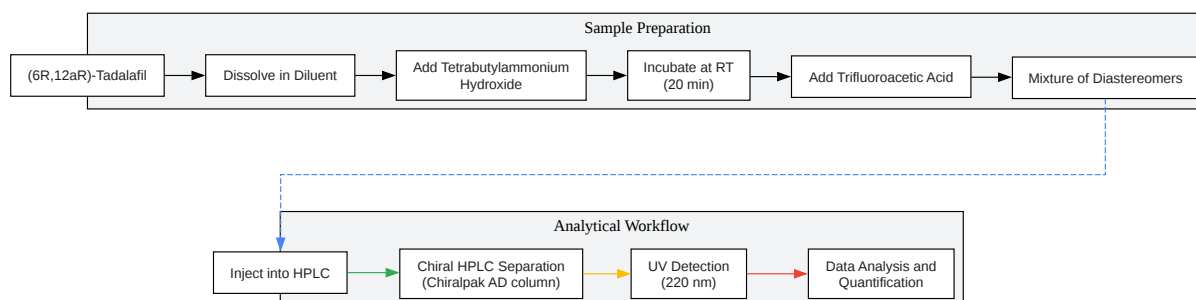 Sample Preparation
(6R,12aR)-Tadalafil
Dissolve in Diluent
Add Tetrabutylammonium
Hydroxide
Incubate at RT
(20 min)
Add Trifluoroacetic Acid
Mixture of Diastereomers
Analytical Workflow
Inject into HPLC
Chiral HPLC Separation
(Chiralpak AD column)
UV Detection
(220 nm)
Data Analysis and
Quantification